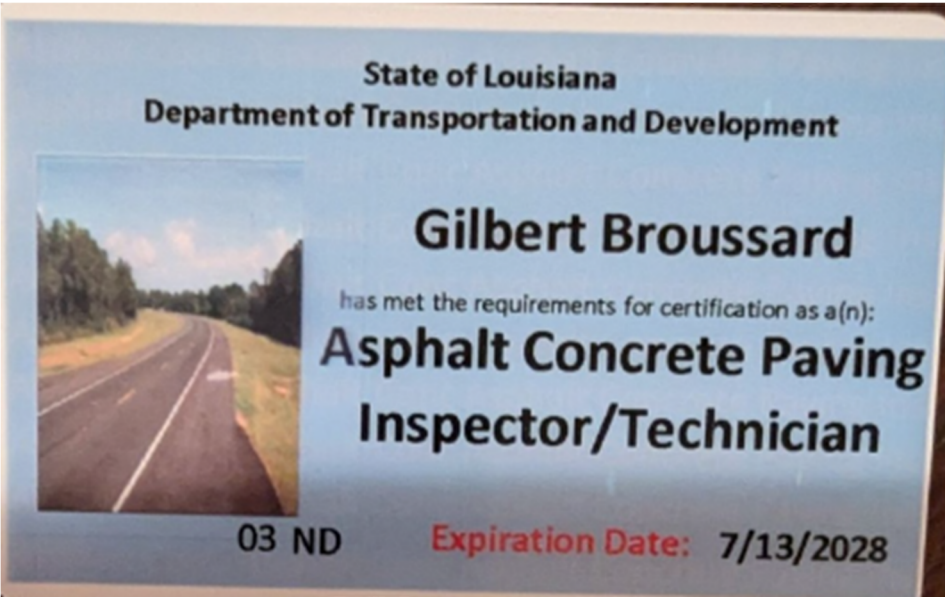 State of Louisiana
Department of Transportation and Development
Gilbert Broussard
has met the requirements for certification as a(n):
Asphalt Concrete Paving
Inspector/Technician
03 ND Expiration Date: 7/13/2028